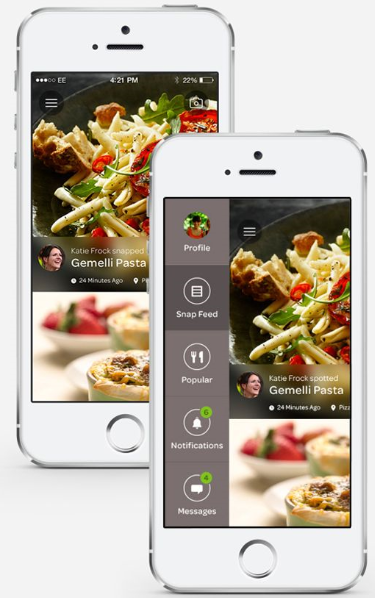 EE
4:21 PM
22%
Katie Frock snapped
Gemelli Pasta
24 Minutes Ago
Profile
Snap Feed
Popular
6
Notifications
4
Messages
Katie Frock spotted
Gemelli Pasta
24 Minutes Ago
Pizz